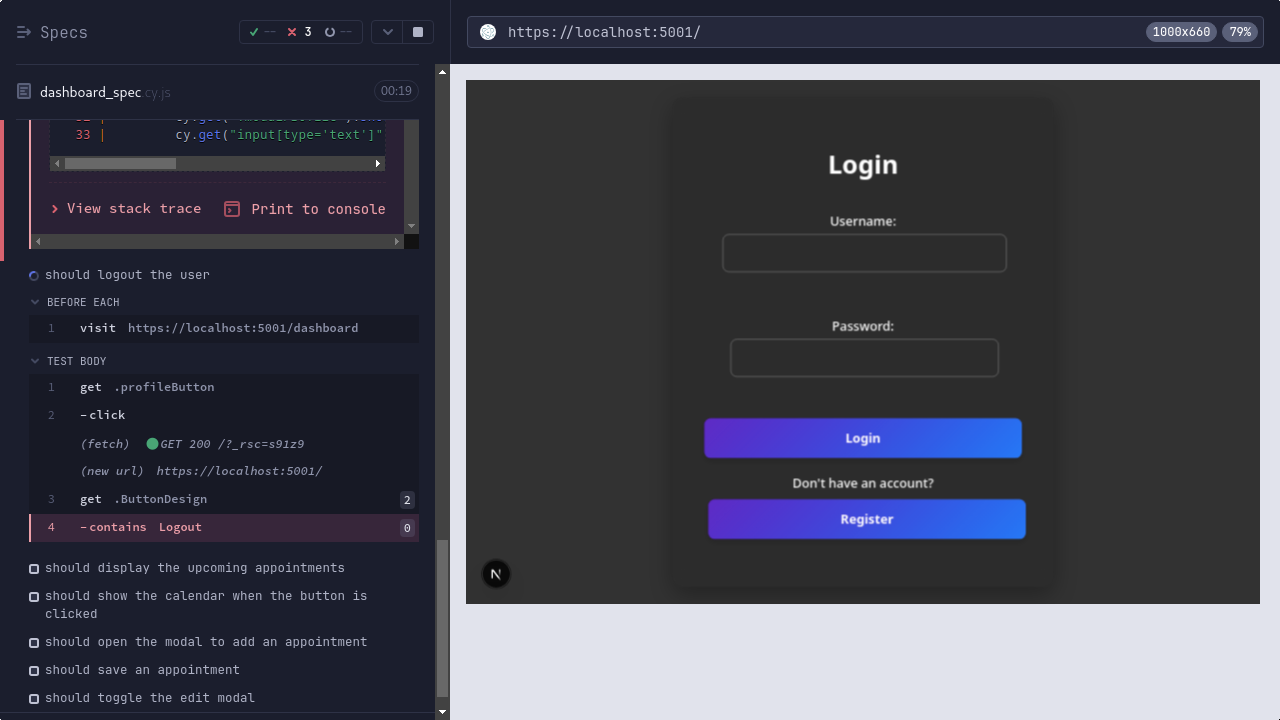 Specs
-- 3 --
dashboard_spec.cy.js
00:19
33 | cy.get("input[type='text']"
View stack trace
Print to console
should logout the user
BEFORE EACH
1 visit https://localhost:5001/dashboard
TEST BODY
1 get .profileButton
2 -click
(fetch) GET 200 /?_rsc=s91z9
(new url) https://localhost:5001/
3 get .ButtonDesign 2
4 -contains Logout 0
should display the upcoming appointments
should show the calendar when the button is
clicked
should open the modal to add an appointment
should save an appointment
should toggle the edit modal
https://localhost:5001/
1000x660
79%
Login
Username:
Password:
Login
Don't have an account?
Register
N